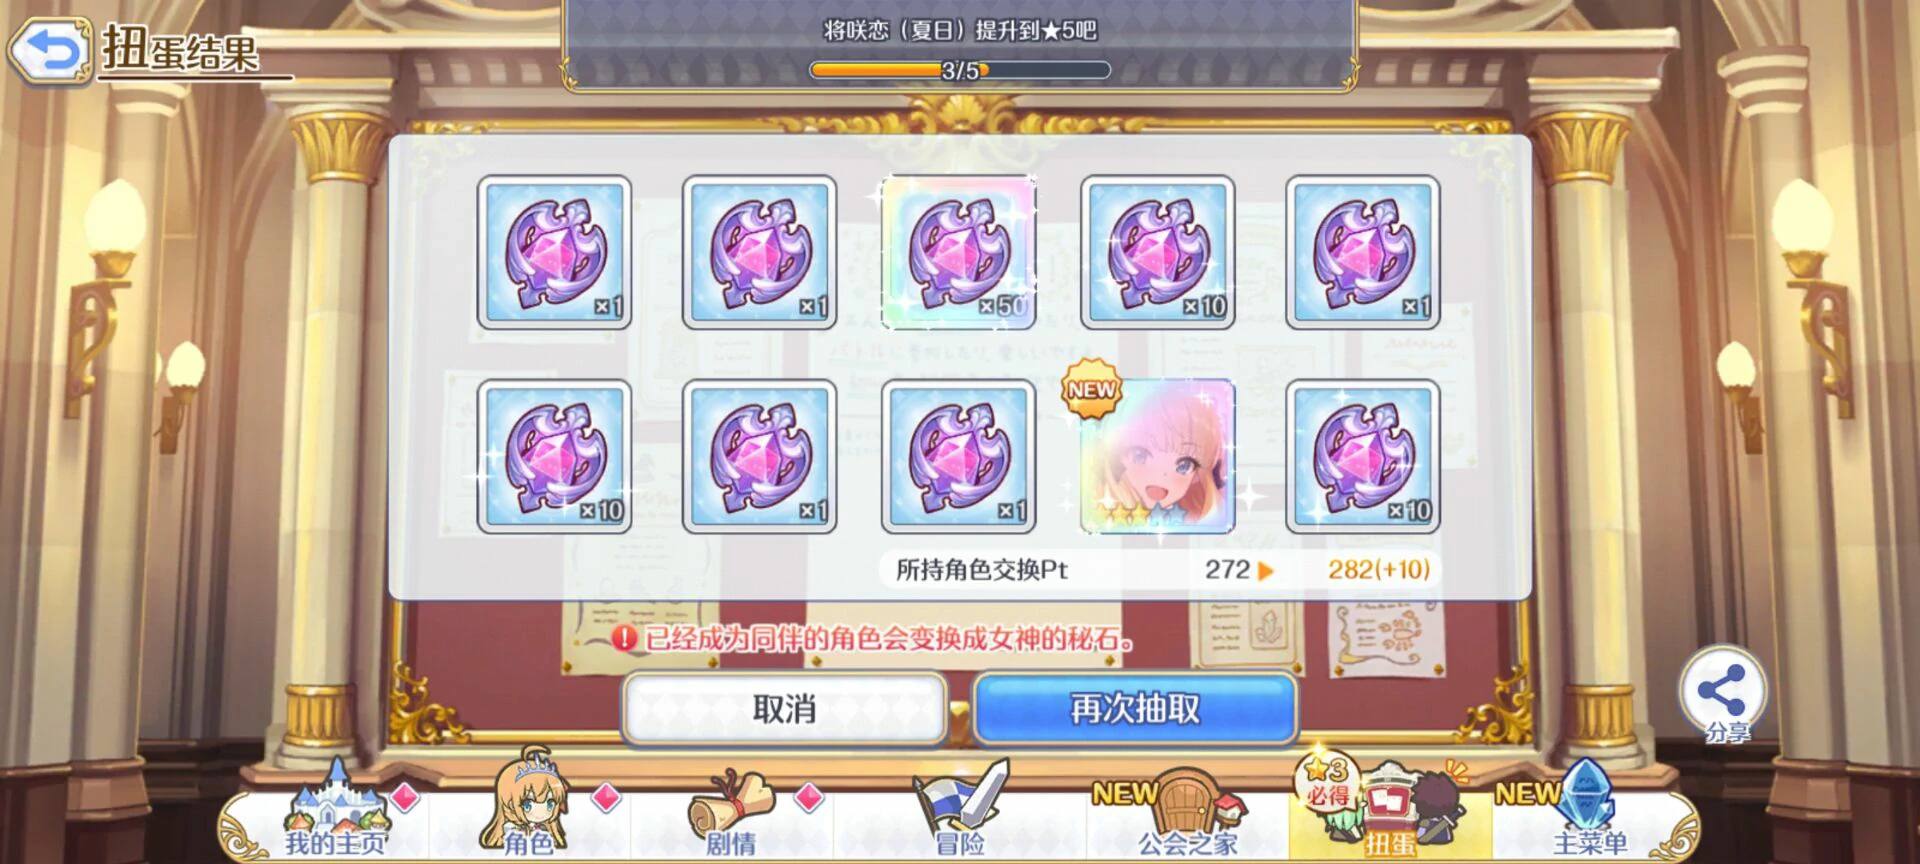 扭蛋结果
将咲恋（夏日）提升到★5吧
3/5
×1
×1
×50
×10
×1
×10
×1
×1
NEW
×10
所持角色交换Pt 272 ▶ 282(+10)
! 已经成为同伴的角色会变换成女神的秘石。
取消
再次抽取
分享
我的主页
角色
剧情
冒险
NEW
公会之家
★3
必得
扭蛋
NEW
主菜单